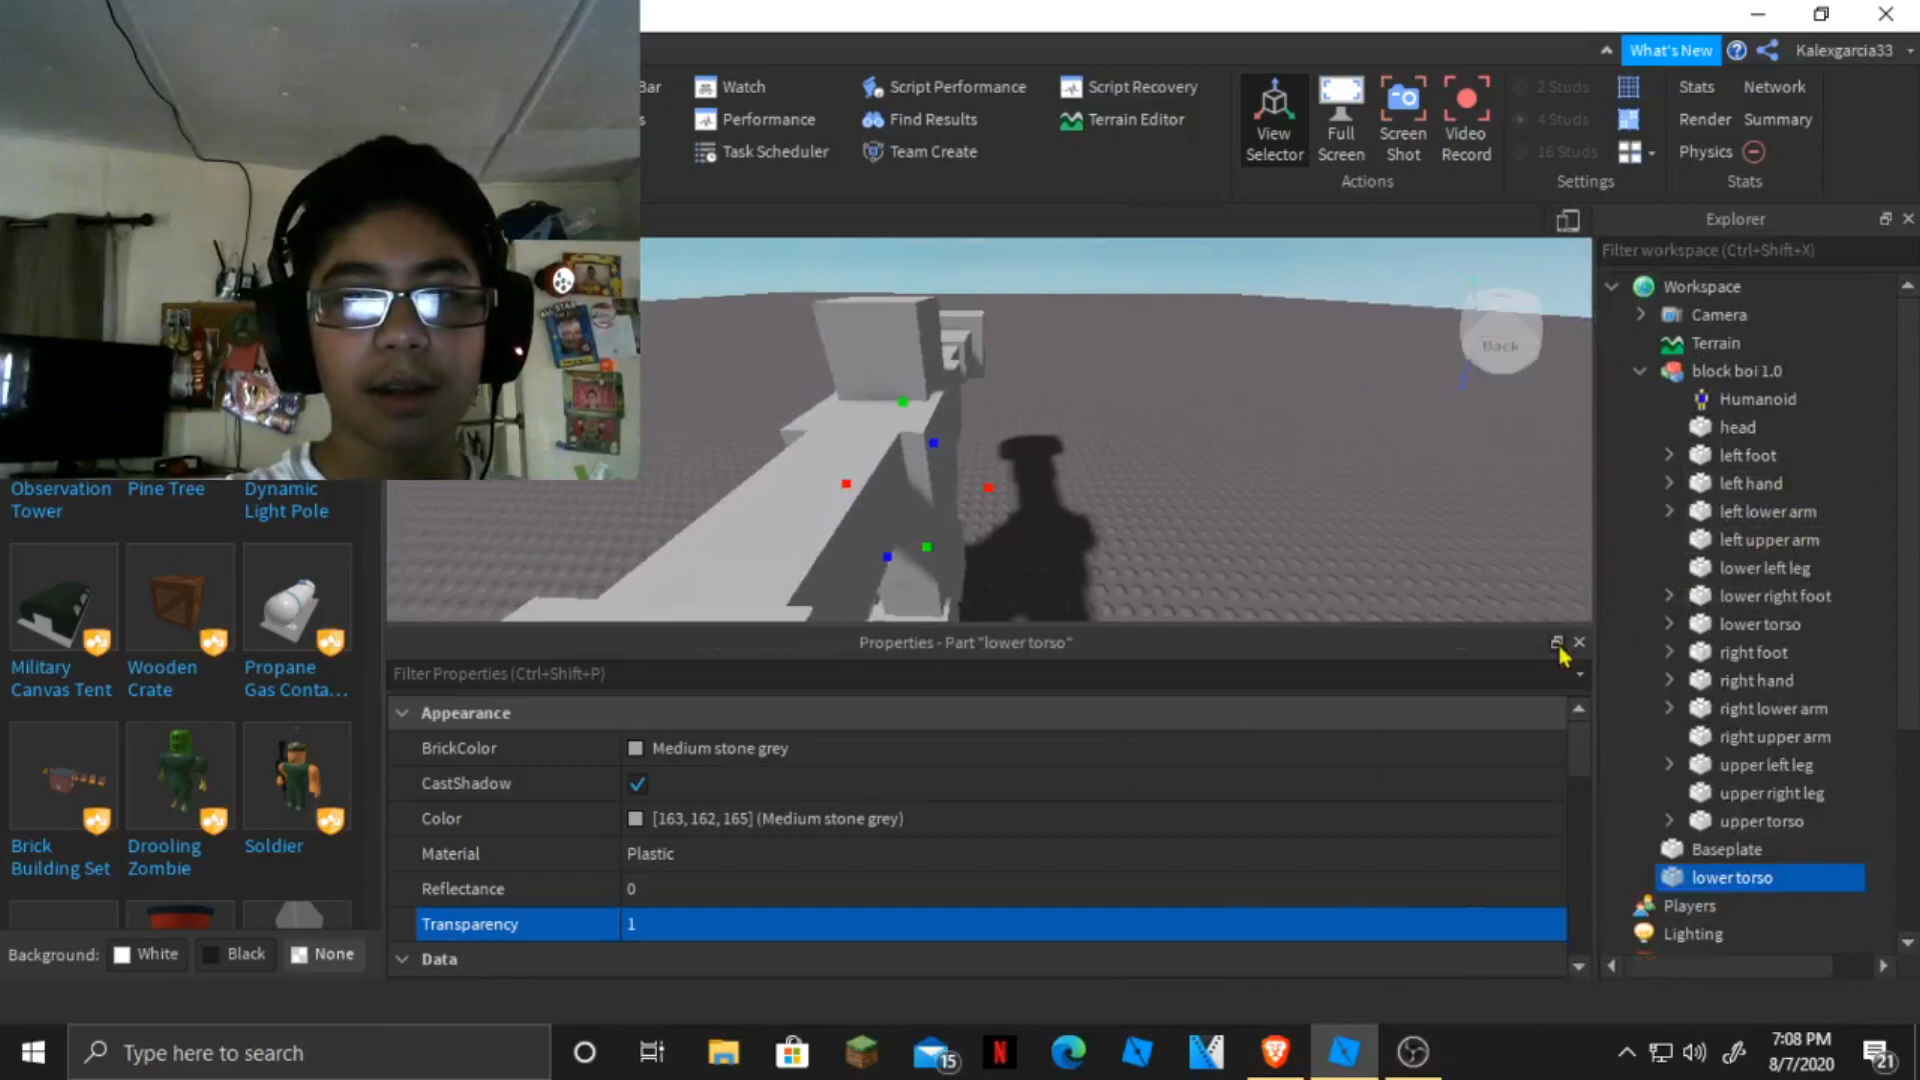 What's New
Kalexgarcia33
Watch
Script Performance
Script Recovery
Performance
Find Results
Terrain Editor
Task Scheduler
Team Create
View Selector
Full Screen
Screen Shot
Video Record
Actions
2 Studs
4 Studs
16 Studs
Settings
Stats
Network
Render
Summary
Physics
Stats
Explorer
Filter workspace (Ctrl+Shift+X)
Workspace
Camera
Terrain
block boi 1.0
Humanoid
head
left foot
left hand
left lower arm
left upper arm
lower left leg
lower right foot
lower torso
right foot
right hand
right lower arm
right upper arm
upper left leg
upper right leg
upper torso
Baseplate
lower torso
Players
Lighting
Back
Observation Tower
Pine Tree
Dynamic Light Pole
Military Canvas Tent
Wooden Crate
Propane Gas Conta...
Brick Building Set
Drooling Zombie
Soldier
Background:
White
Black
None
Properties - Part "lower torso"
Filter Properties (Ctrl+Shift+P)
Appearance
BrickColor
Medium stone grey
CastShadow
Color
[163, 162, 165] (Medium stone grey)
Material
Plastic
Reflectance
0
Transparency
1
Data
Type here to search
15
7:08 PM
8/7/2020
21